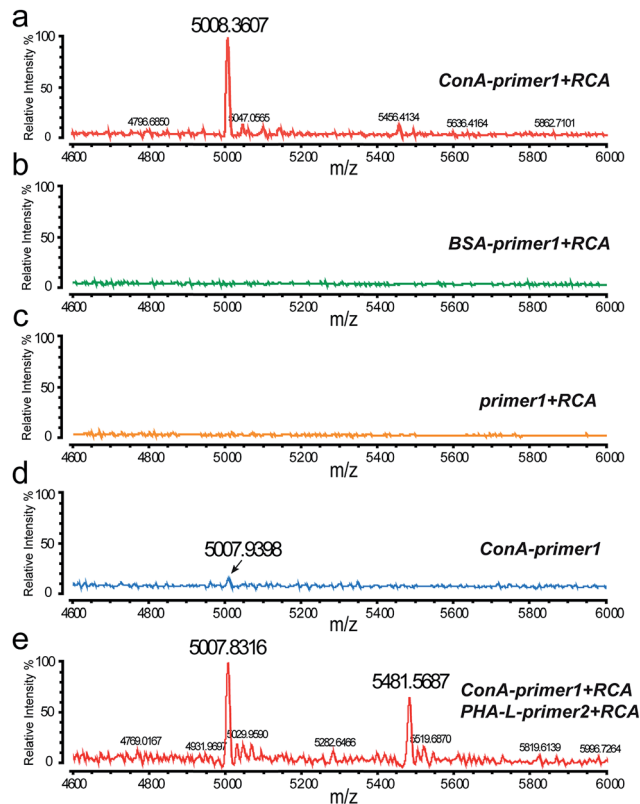 a
5008.3607
Relative Intensity %
100
50
0
4796.6850
5047.0565
5456.4134
5636.4164
5862.7101
ConA-primer1+RCA
4600 4800 5000 5200 5400 5600 5800 6000
m/z
b
Relative Intensity %
100
50
0
BSA-primer1+RCA
4600 4800 5000 5200 5400 5600 5800 6000
m/z
c
Relative Intensity %
100
50
0
primer1+RCA
4600 4800 5000 5200 5400 5600 5800 6000
m/z
d
Relative Intensity %
100
50
0
5007.9398
ConA-primer1
4600 4800 5000 5200 5400 5600 5800 6000
m/z
e
5007.8316
Relative Intensity %
100
50
0
5481.5687
ConA-primer1+RCA
PHA-L-primer2+RCA
4769.0167
4931.9697
5029.9590
5282.6466
5519.6870
5819.6139
5996.7264
4600 4800 5000 5200 5400 5600 5800 6000
m/z